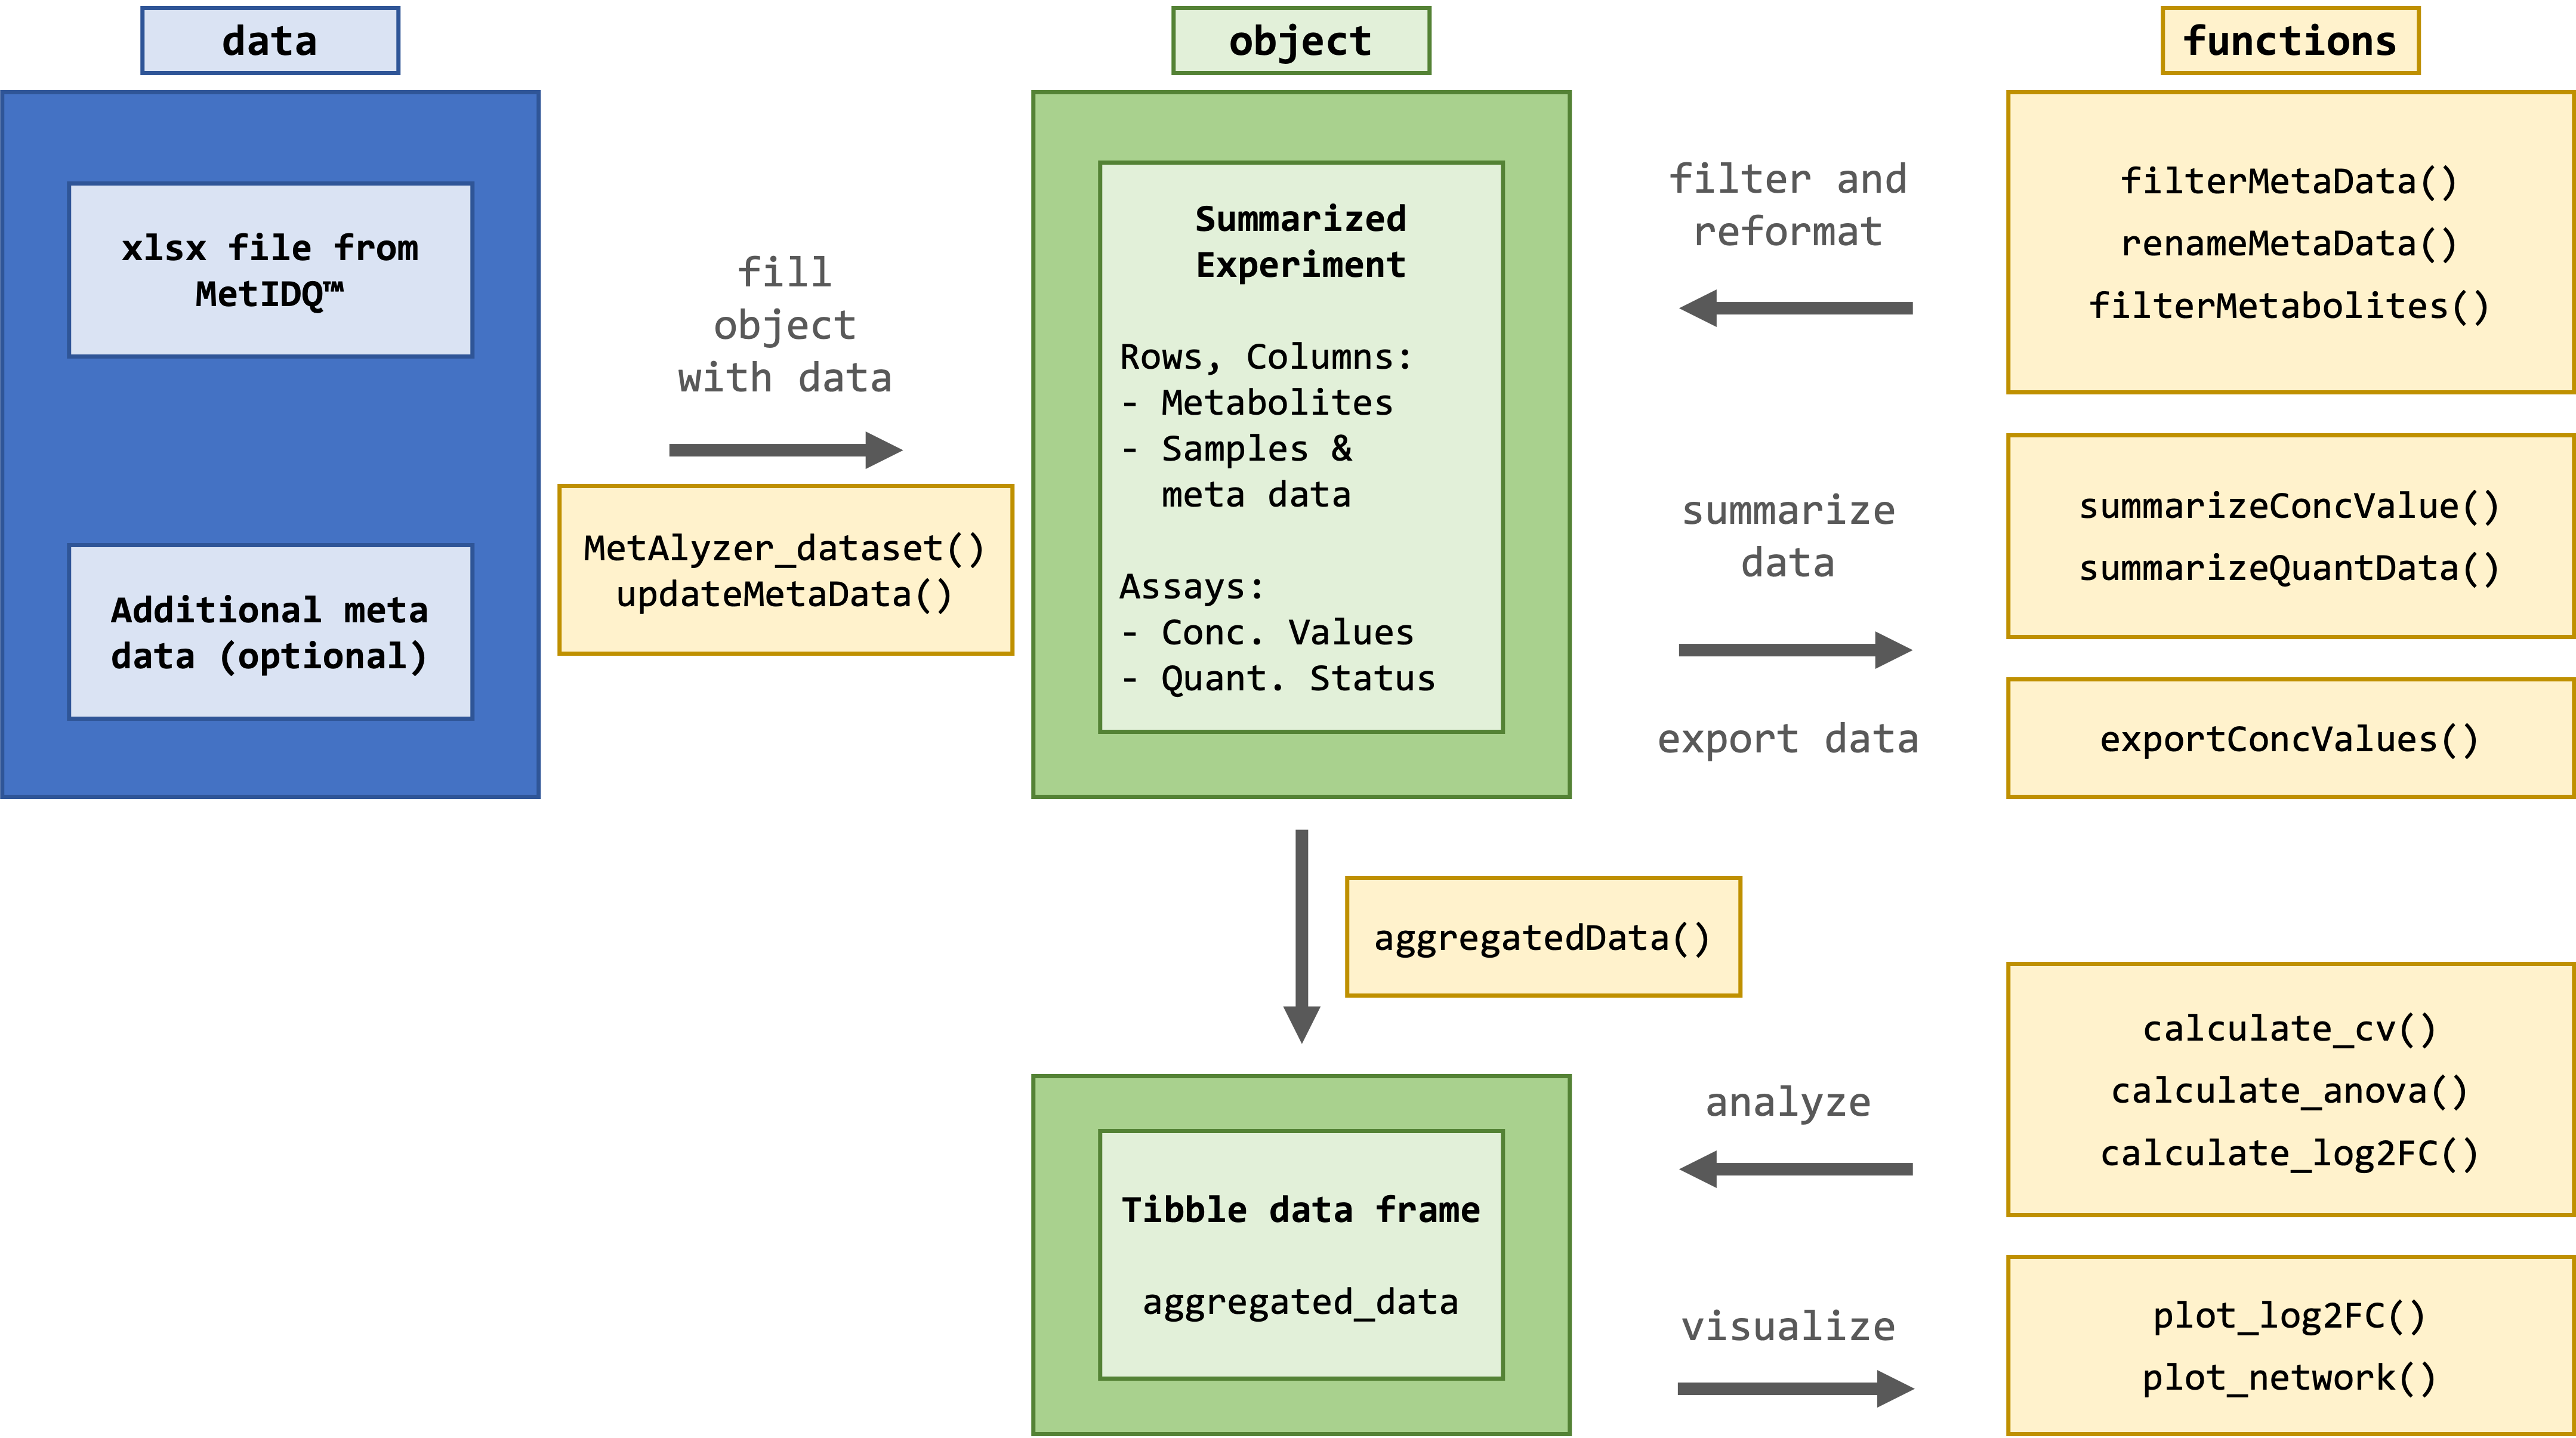 data
object
functions
xlsx file from
MetIDQ™
Additional meta
data (optional)
fill
object
with data
MetAlyzer_dataset()
updateMetaData()
Summarized
Experiment
Rows, Columns:
- Metabolites
- Samples &
meta data
Assays:
- Conc. Values
- Quant. Status
filter and
reformat
filterMetaData()
renameMetaData()
filterMetabolites()
summarize
data
summarizeConcValue()
summarizeQuantData()
export data
exportConcValues()
aggregatedData()
Tibble data frame
aggregated_data
analyze
calculate_cv()
calculate_anova()
calculate_log2FC()
visualize
plot_log2FC()
plot_network()